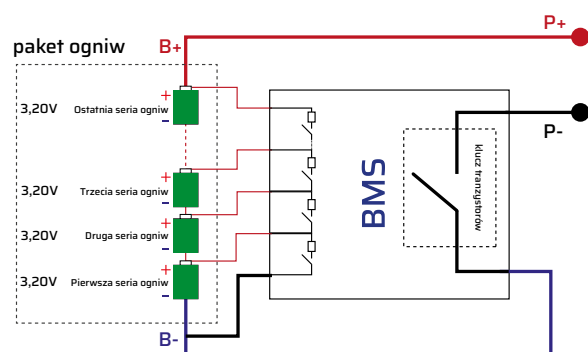 P+
paket ogniw
B+
+
3,20V
Ostatnia seria ogniw
-
P-
+
3,20V
Trzecia seria ogniw
-
+
3,20V
Druga seria ogniw
-
+
3,20V
Pierwsza seria ogniw
-
BMS
klucz tranzystorów
B-